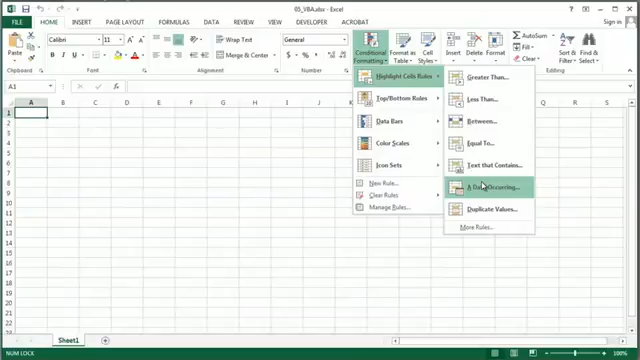 05_VBA.xlsx - Excel
FILE HOME INSERT PAGE LAYOUT FORMULAS DATA REVIEW VIEW DEVELOPER ACROBAT Sign in
Calibri 11 Wrap Text General AutoSum
Paste B I U Merge & Center $ % Conditional Formatting Format as Table Cell Styles Insert Delete Format Fill Clear Sort & Filter Find & Select
Clipboard
A1 fx
Highlight Cells Rules
Top/Bottom Rules
Data Bars
Color Scales
Icon Sets
New Rule...
Clear Rules
Manage Rules...
Greater Than...
Less Than...
Between...
Equal To...
Text that Contains...
A Date Occurring...
Duplicate Values...
More Rules...
A B C D E F G H I J K Q R S
1
2
3
4
5
6
7
8
9
10
11
12
13
14
15
16
17
18
19
20
21
22
Sheet1
NUM LOCK 100%